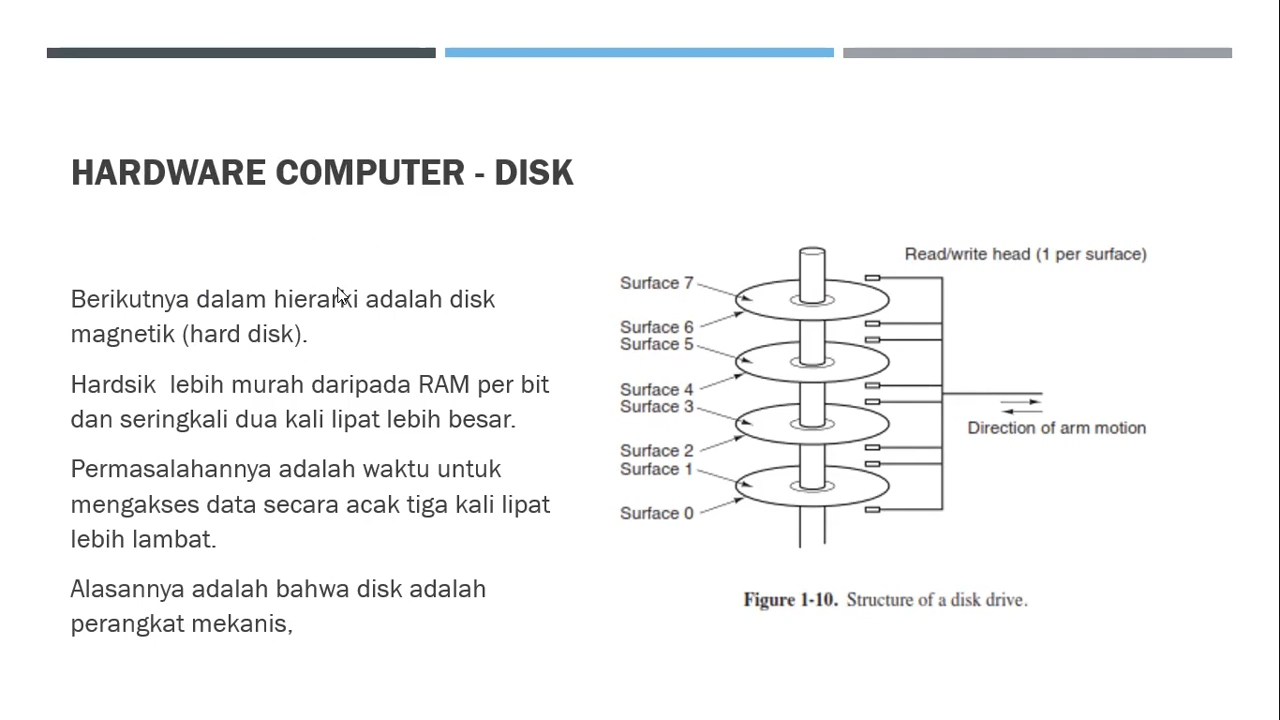 HARDWARE COMPUTER - DISK
Berikutnya dalam hierarki adalah disk
magnetik (hard disk).
Hardsik lebih murah daripada RAM per bit
dan seringkali dua kali lipat lebih besar.
Permasalahannya adalah waktu untuk
mengakses data secara acak tiga kali lipat
lebih lambat.
Alasannya adalah bahwa disk adalah
perangkat mekanis,
Read/write head (1 per surface)
Surface 7
Surface 6
Surface 5
Surface 4
Surface 3
Surface 2
Surface 1
Surface 0
Direction of arm motion
Figure 1-10. Structure of a disk drive.